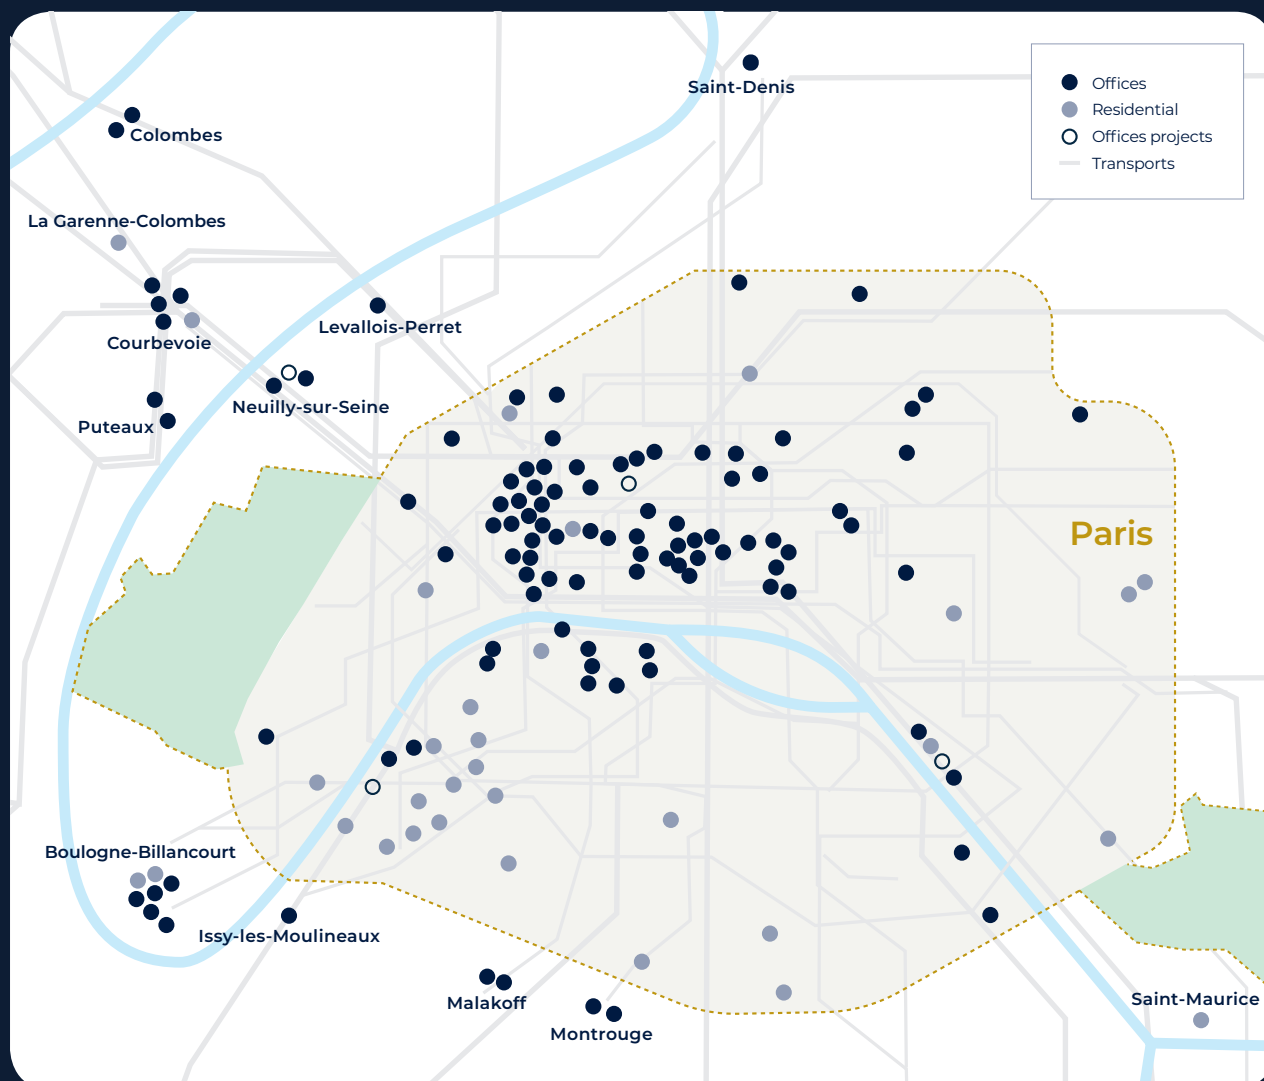 Saint-Denis
Offices
Residential
Offices projects
Transports
Colombes
La Garenne-Colombes
Levallois-Perret
Courbevoie
Neuilly-sur-Seine
Puteaux
Paris
Boulogne-Billancourt
Issy-les-Moulineaux
Malakoff
Saint-Maurice
Montrouge